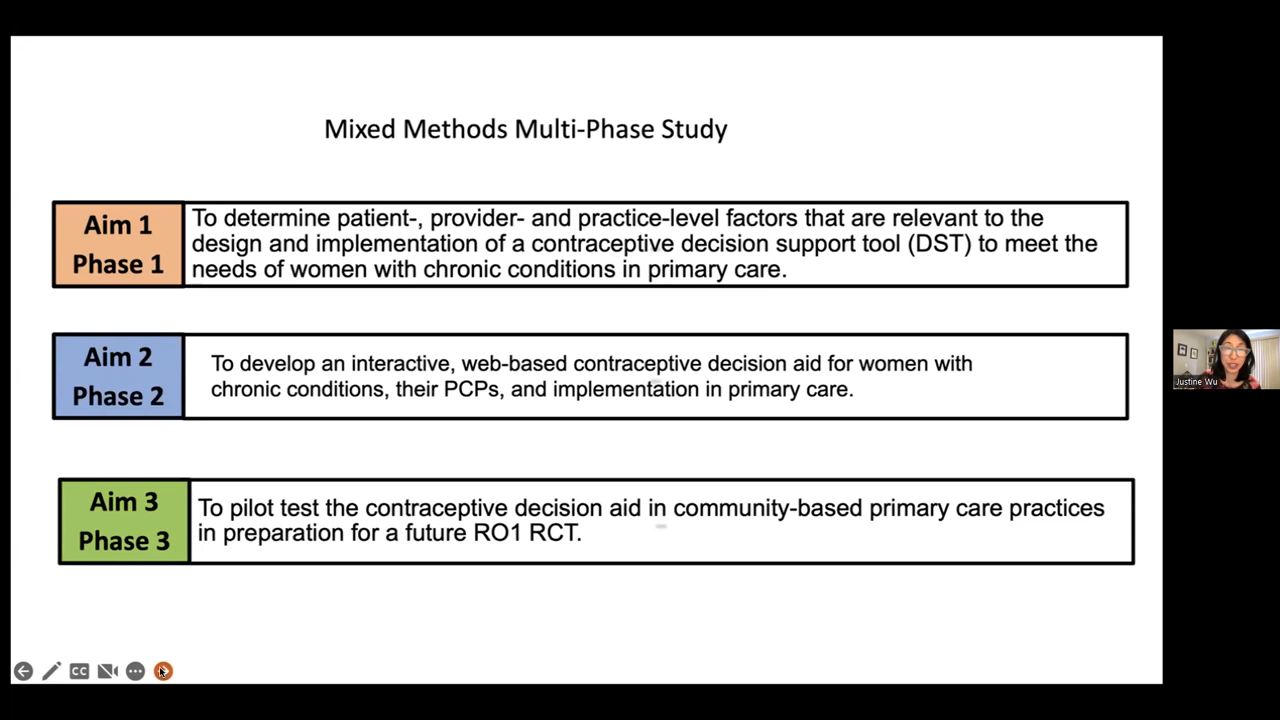 Mixed Methods Multi-Phase Study
Aim 1
Phase 1
To determine patient-, provider- and practice-level factors that are relevant to the
design and implementation of a contraceptive decision support tool (DST) to meet the
needs of women with chronic conditions in primary care.
Aim 2
Phase 2
To develop an interactive, web-based contraceptive decision aid for women with
chronic conditions, their PCPs, and implementation in primary care.
Justine Wu
Aim 3
Phase 3
To pilot test the contraceptive decision aid in community-based primary care practices
in preparation for a future RO1 RCT.
CC